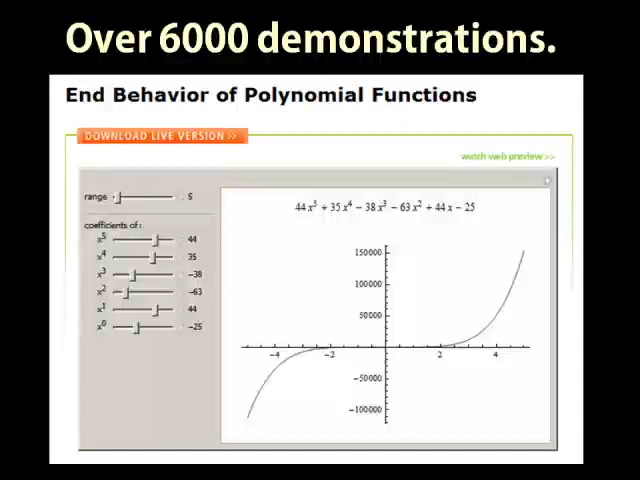 Over 6000 demonstrations.
End Behavior of Polynomial Functions
DOWNLOAD LIVE VERSION >>
watch web preview >>
range 5
44 x⁵ + 35 x⁴ − 38 x³ − 63 x² + 44 x − 25
coefficients of:
x⁵ 44
x⁴ 35
x³ −38
x² −63
x¹ 44
x⁰ −25
150000
100000
50000
−4 −2 2 4
−50000
−100000